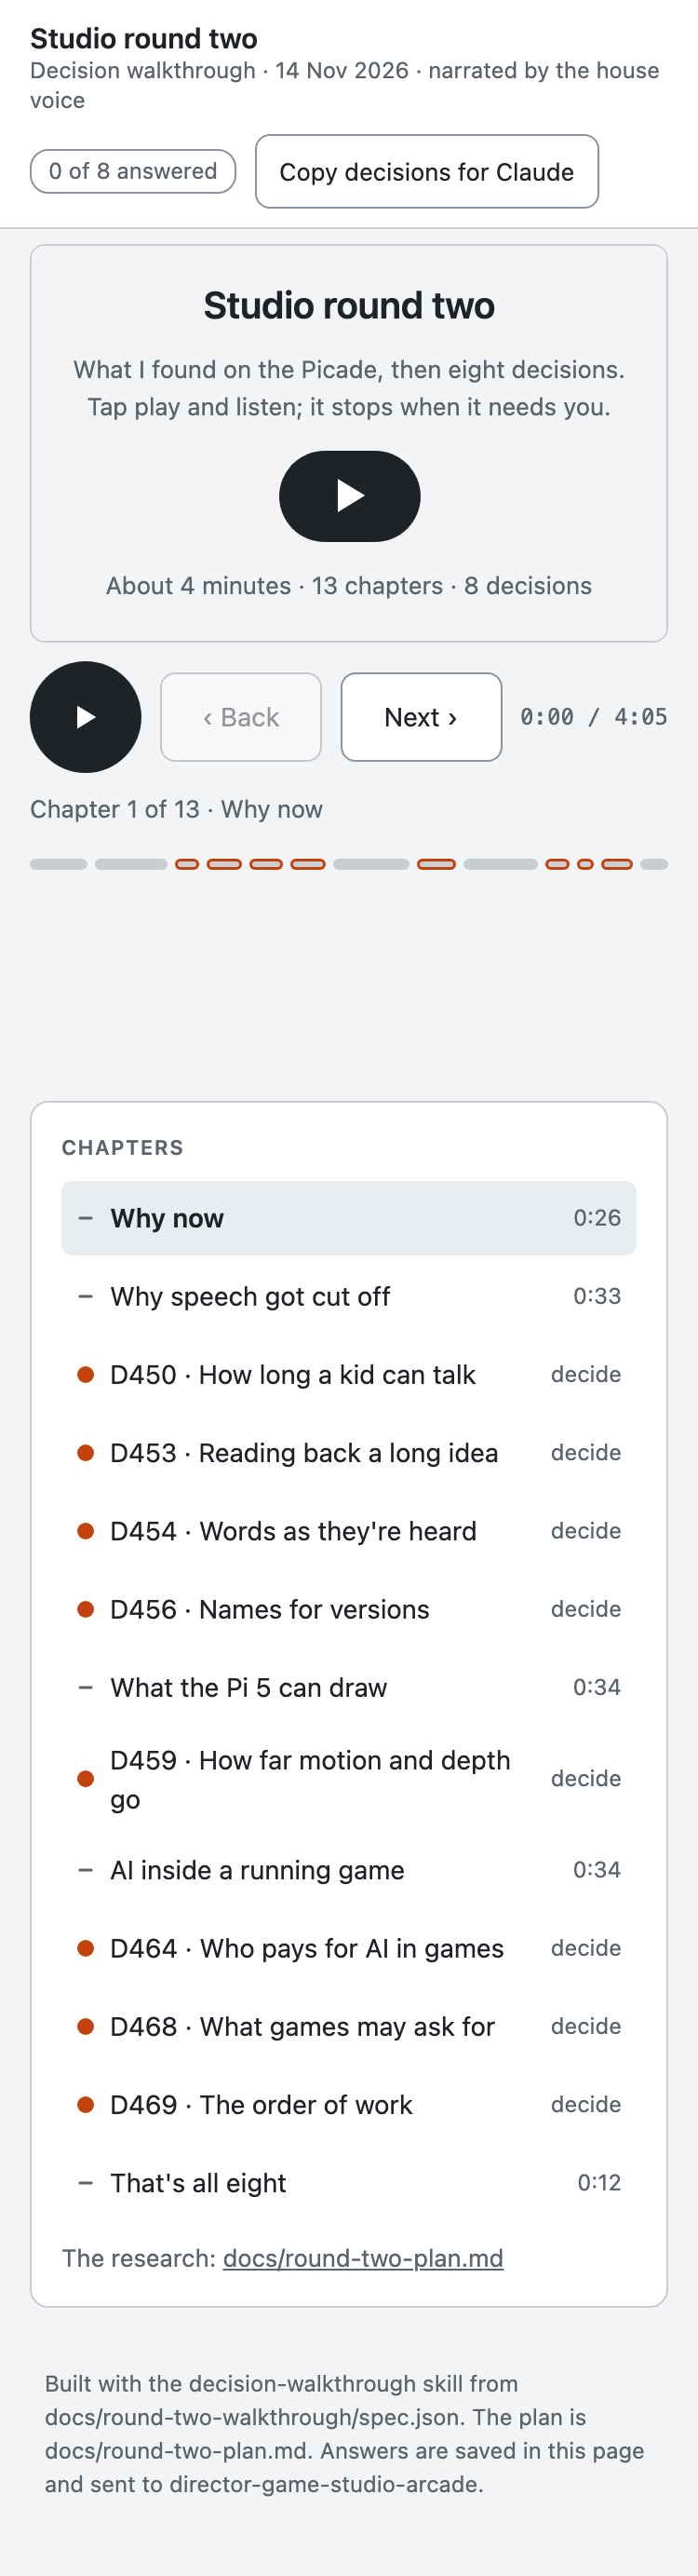 Studio round two
Decision walkthrough · 14 Nov 2026 · narrated by the house
voice
0 of 8 answered
Copy decisions for Claude
Studio round two
What I found on the Picade, then eight decisions.
Tap play and listen; it stops when it needs you.
About 4 minutes · 13 chapters · 8 decisions
‹ Back
Next ›
0:00 / 4:05
Chapter 1 of 13 · Why now
CHAPTERS
– Why now 0:26
– Why speech got cut off 0:33
D450 · How long a kid can talk decide
D453 · Reading back a long idea decide
D454 · Words as they're heard decide
D456 · Names for versions decide
– What the Pi 5 can draw 0:34
D459 · How far motion and depth
go
decide
– AI inside a running game 0:34
D464 · Who pays for AI in games decide
D468 · What games may ask for decide
D469 · The order of work decide
– That's all eight 0:12
The research: docs/round-two-plan.md
Built with the decision-walkthrough skill from
docs/round-two-walkthrough/spec.json. The plan is
docs/round-two-plan.md. Answers are saved in this page
and sent to director-game-studio-arcade.